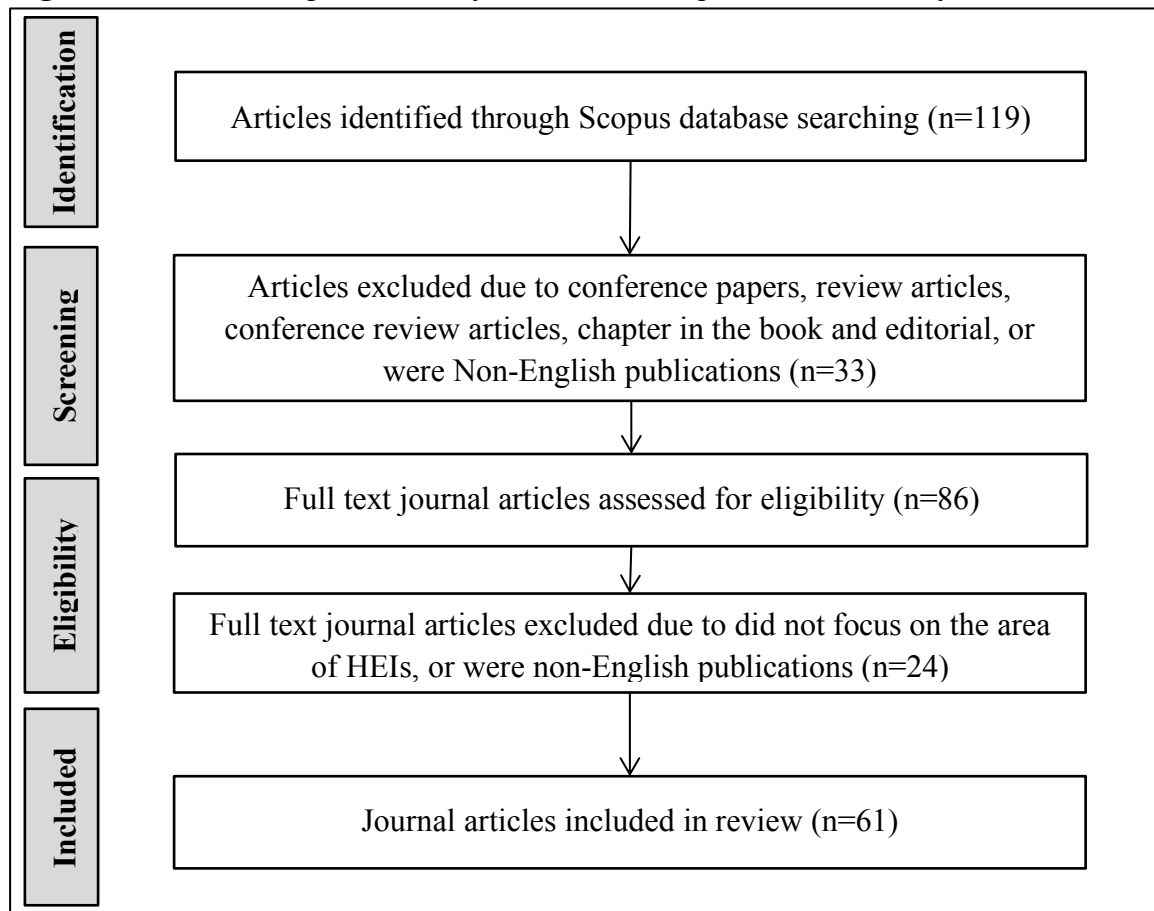 Identification
Articles identified through Scopus database searching (n=119)
Screening
Articles excluded due to conference papers, review articles,
conference review articles, chapter in the book and editorial, or
were Non-English publications (n=33)
Full text journal articles assessed for eligibility (n=86)
Eligibility
Full text journal articles excluded due to did not focus on the area
of HEIs, or were non-English publications (n=24)
Included
Journal articles included in review (n=61)